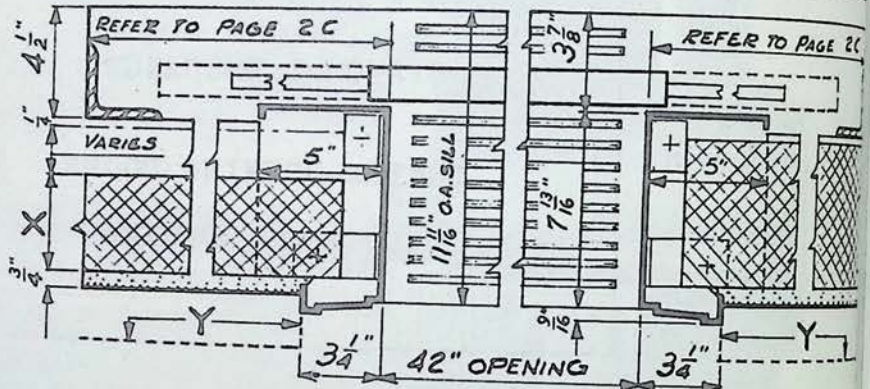 REFER TO PAGE 2C
REFER TO PAGE 2C
4 1/2"
3 7/8"
1/4"
VARIES
5"
11 11/16" O.A. SILL
7 13/16"
5"
X
3/4"
9/16"
Y
Y
3 1/4"
42" OPENING
3 1/4"